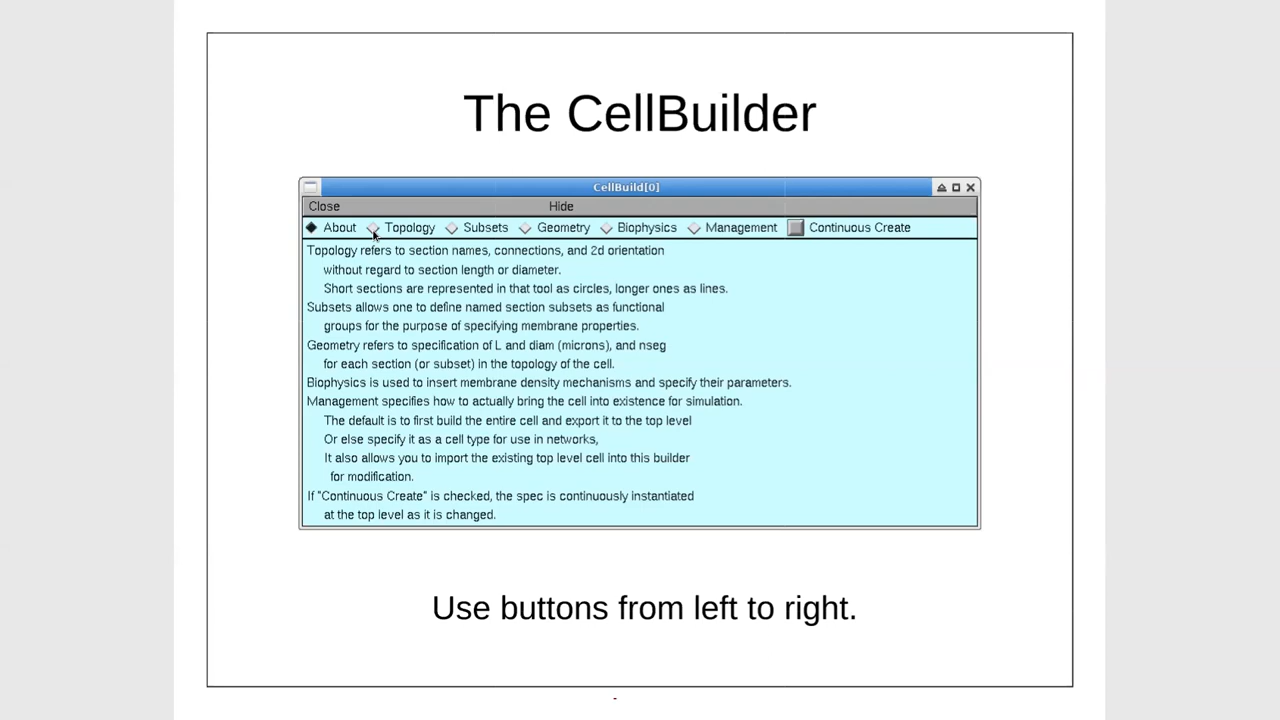 The CellBuilder
CellBuild[0]
Close Hide
About Topology Subsets Geometry Biophysics Management Continuous Create
Topology refers to section names, connections, and 2d orientation
without regard to section length or diameter.
Short sections are represented in that tool as circles, longer ones as lines.
Subsets allows one to define named section subsets as functional
groups for the purpose of specifying membrane properties.
Geometry refers to specification of L and diam (microns), and nseg
for each section (or subset) in the topology of the cell.
Biophysics is used to insert membrane density mechanisms and specify their parameters.
Management specifies how to actually bring the cell into existence for simulation.
The default is to first build the entire cell and export it to the top level
Or else specify it as a cell type for use in networks,
It also allows you to import the existing top level cell into this builder
for modification.
If "Continuous Create" is checked, the spec is continuously instantiated
at the top level as it is changed.
Use buttons from left to right.
-